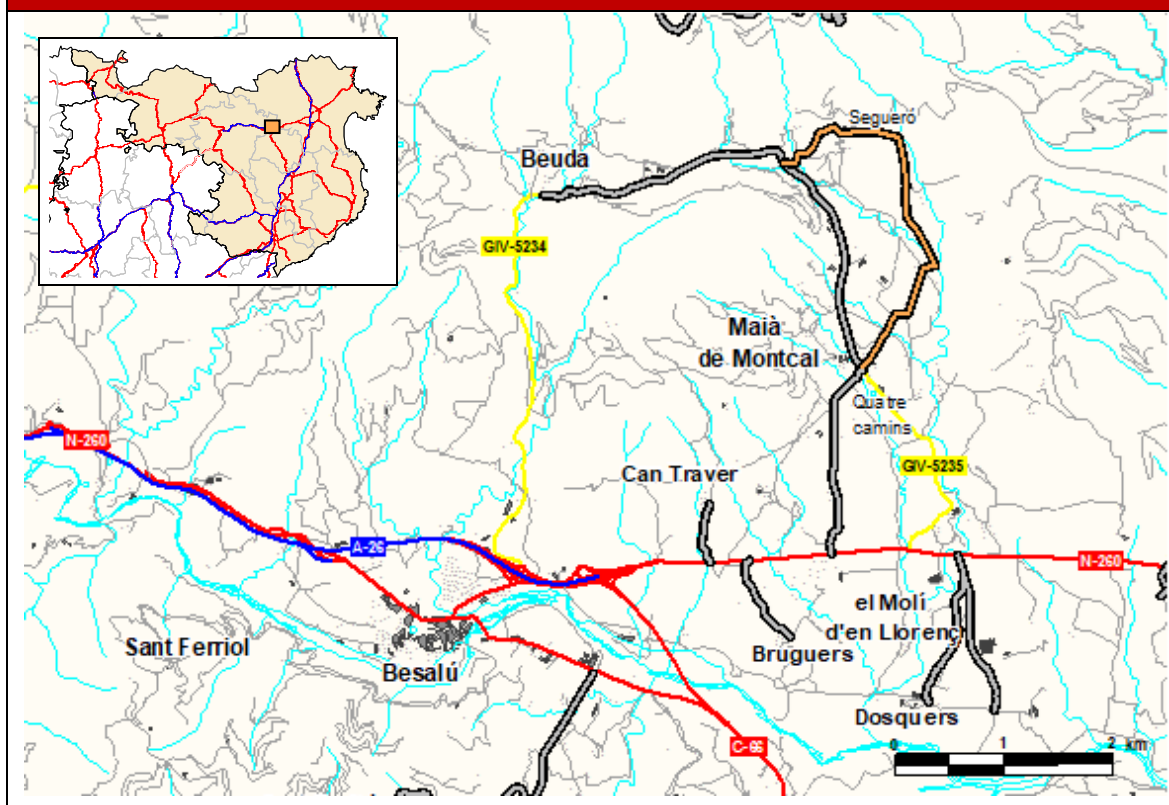 Segueró
Beuda
GIV-5234
Maià
de Montcal
Quatre
camins
N-260
Can Traver
GIV-5235
A-26
N-260
el Molí
d'en Llorenç
Sant Ferriol
Bruguers
Besalú
Dosquers
C-66
0 1 2 km